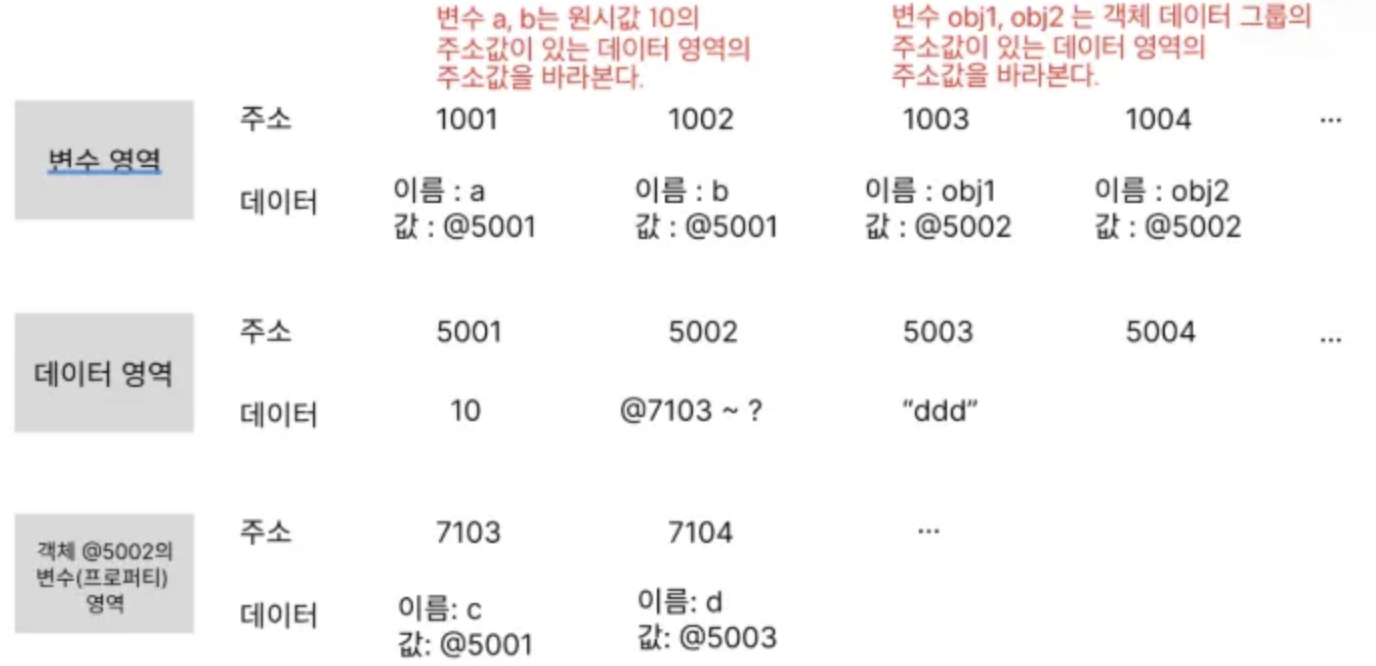 변수 a, b는 원시값 10의
주소값이 있는 데이터 영역의
주소값을 바라본다.
변수 obj1, obj2 는 객체 데이터 그룹의
주소값이 있는 데이터 영역의
주소값을 바라본다.
변수 영역
주소 1001 1002 1003 1004 ...
데이터
이름 : a 이름 : b 이름 : obj1 이름 : obj2
값 : @5001 값 : @5001 값 : @5002 값 : @5002
데이터 영역
주소 5001 5002 5003 5004 ...
데이터 10 @7103 ~ ? “ddd”
객체 @5002의
변수(프로퍼티)
영역
주소 7103 7104 ...
데이터
이름: c 이름: d
값: @5001 값: @5003